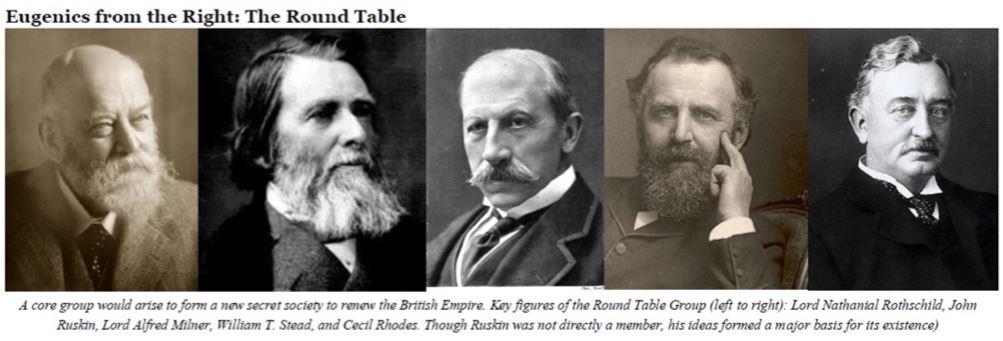 Eugenics from the Right: The Round Table
A core group would arise to form a new secret society to renew the British Empire. Key figures of the Round Table Group (left to right): Lord Nathanial Rothschild, John
Ruskin, Lord Alfred Milner, William T. Stead, and Cecil Rhodes. Though Ruskin was not directly a member, his ideas formed a major basis for its existence)